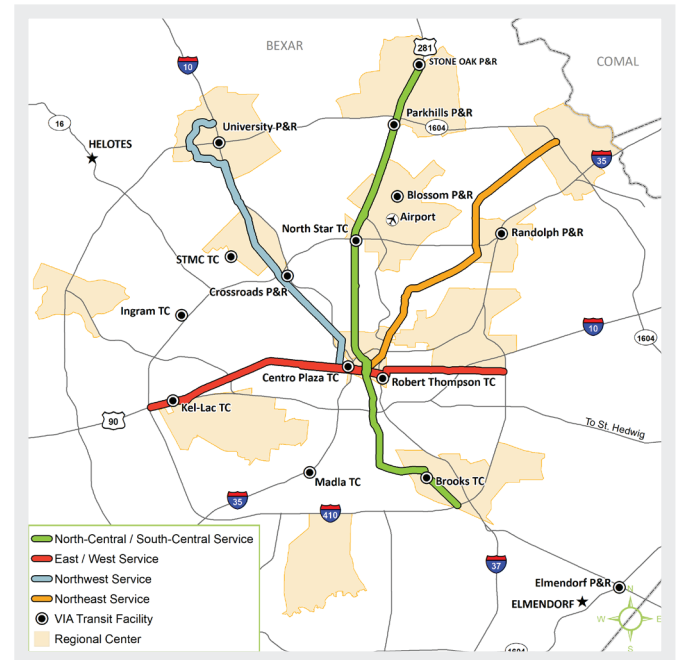 BEXAR
281
COMAL
STONE OAK P&R
10
Parkhills P&R
16
University P&R
1604
HELOTES
35
Blossom P&R
Airport
North Star TC
Randolph P&R
STMC TC
Crossroads P&R
Ingram TC
10
1604
Centro Plaza TC
Robert Thompson TC
Kel-Lac TC
90
To St. Hedwig
Madla TC
Brooks TC
35
410
North-Central / South-Central Service
East / West Service
Northwest Service
Northeast Service
VIA Transit Facility
Regional Center
37
Elmendorf P&R
ELMENDORF
N
W
E
S
1604